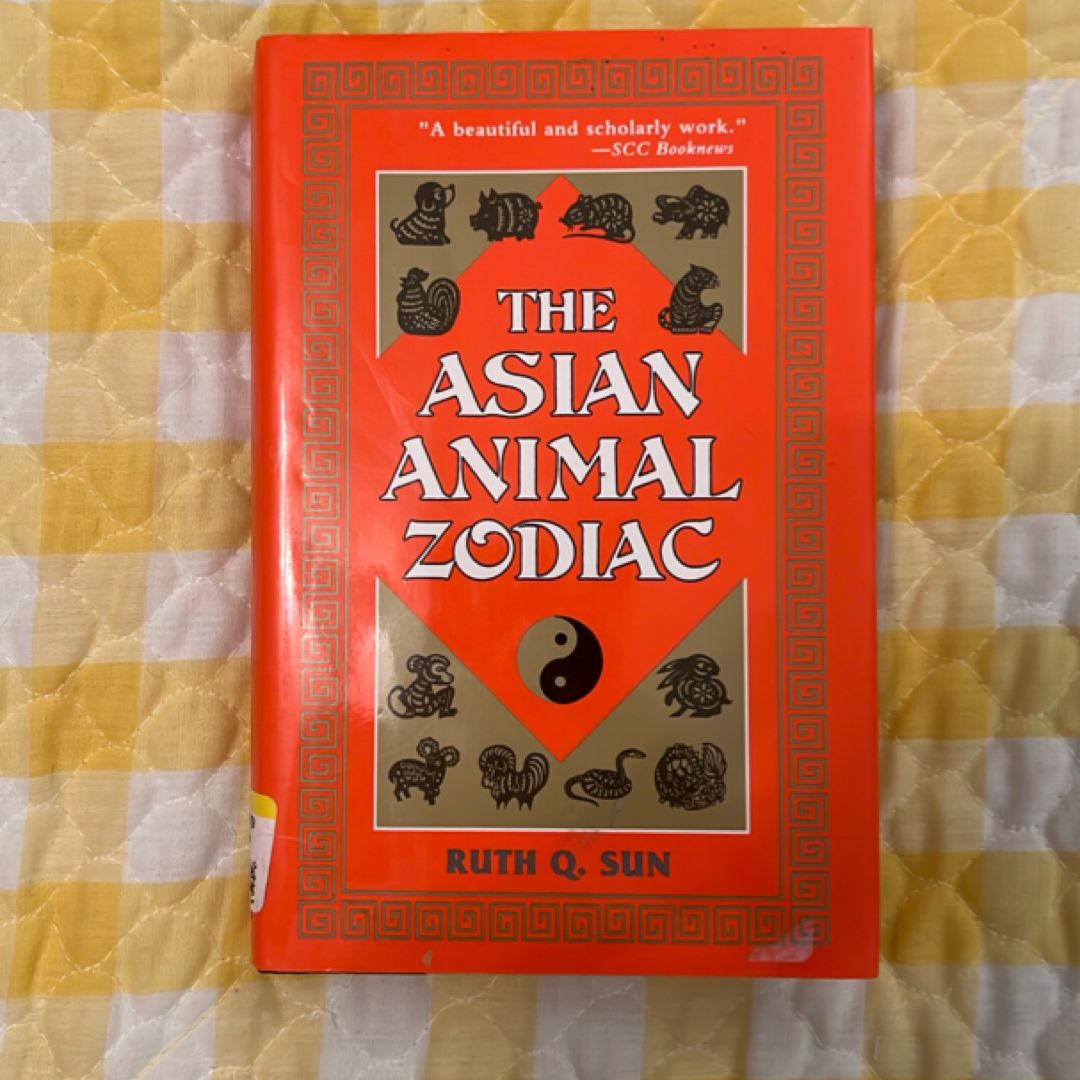 "A beautiful and scholarly work."
—SCC Booknews
THE
ASIAN
ANIMAL
ZODIAC
RUTH Q. SUN